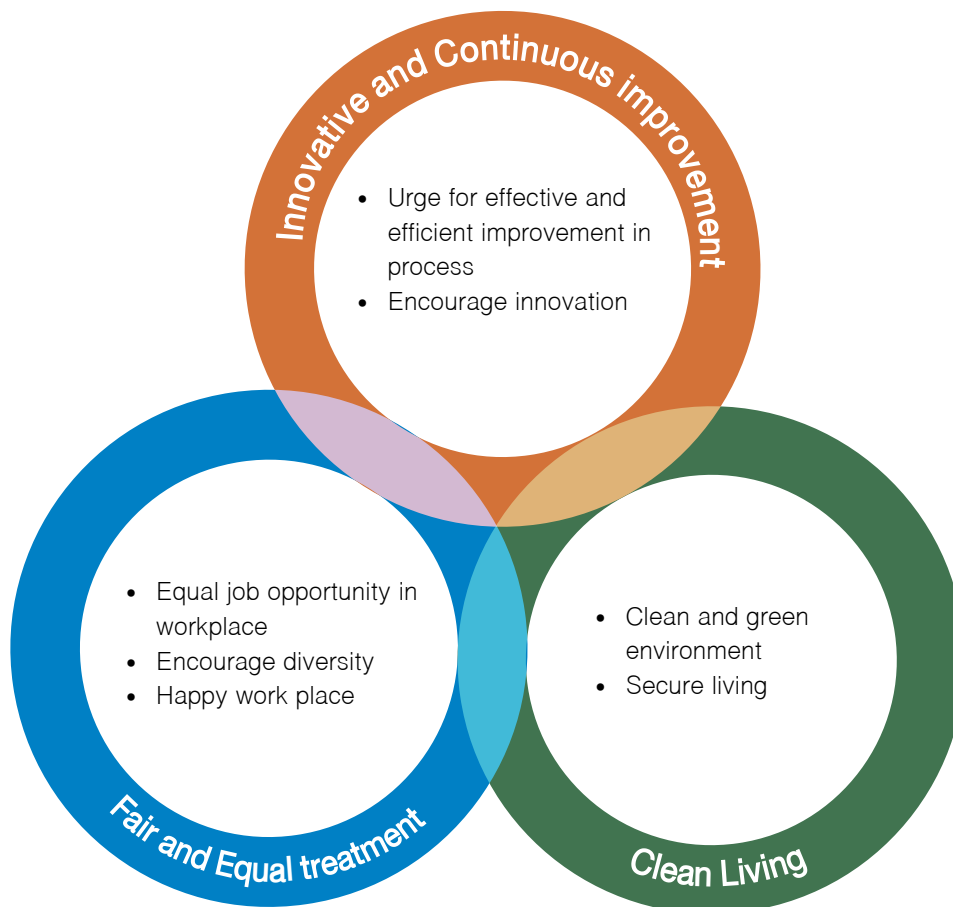 Innovative and Continuous improvement
• Urge for effective and
efficient improvement in
process
• Encourage innovation
• Equal job opportunity in
workplace
• Encourage diversity
• Happy work place
Fair and Equal treatment
• Clean and green
environment
• Secure living
Clean Living